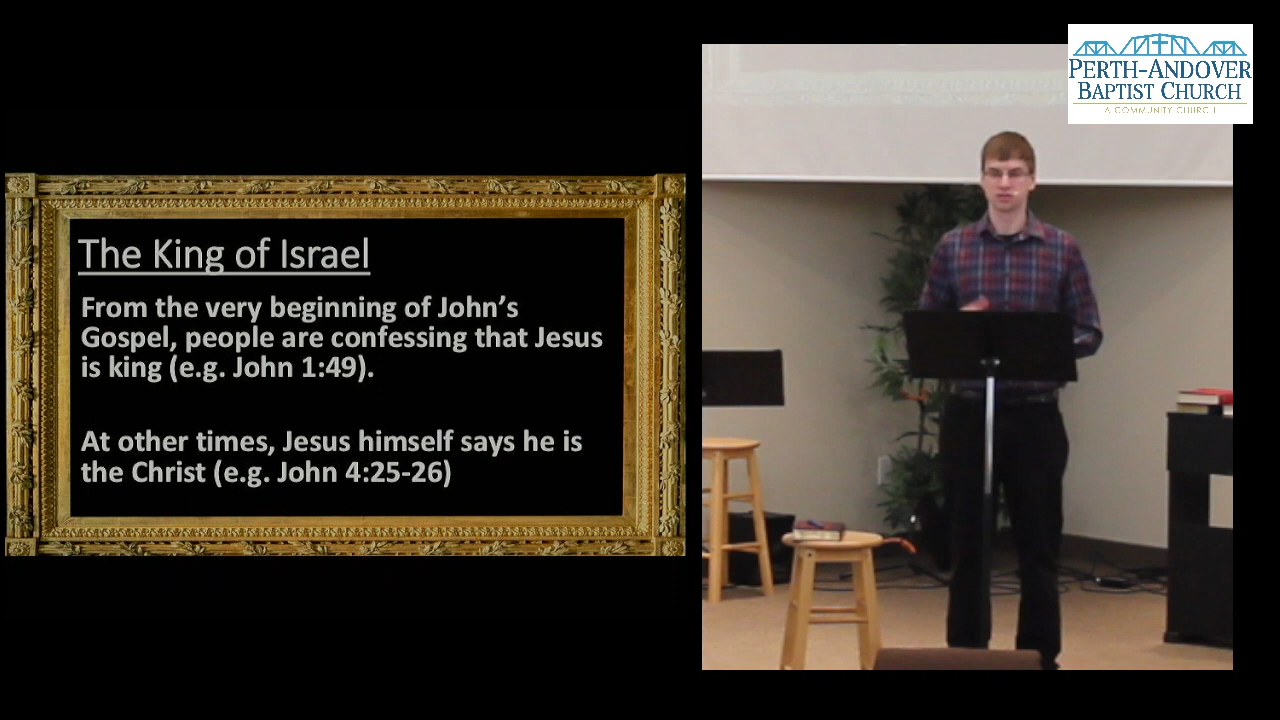 The King of Israel
From the very beginning of John’s
Gospel, people are confessing that Jesus
is king (e.g. John 1:49).
At other times, Jesus himself says he is
the Christ (e.g. John 4:25-26)
PERTH-ANDOVER
BAPTIST CHURCH
A COMMUNITY CHURCH